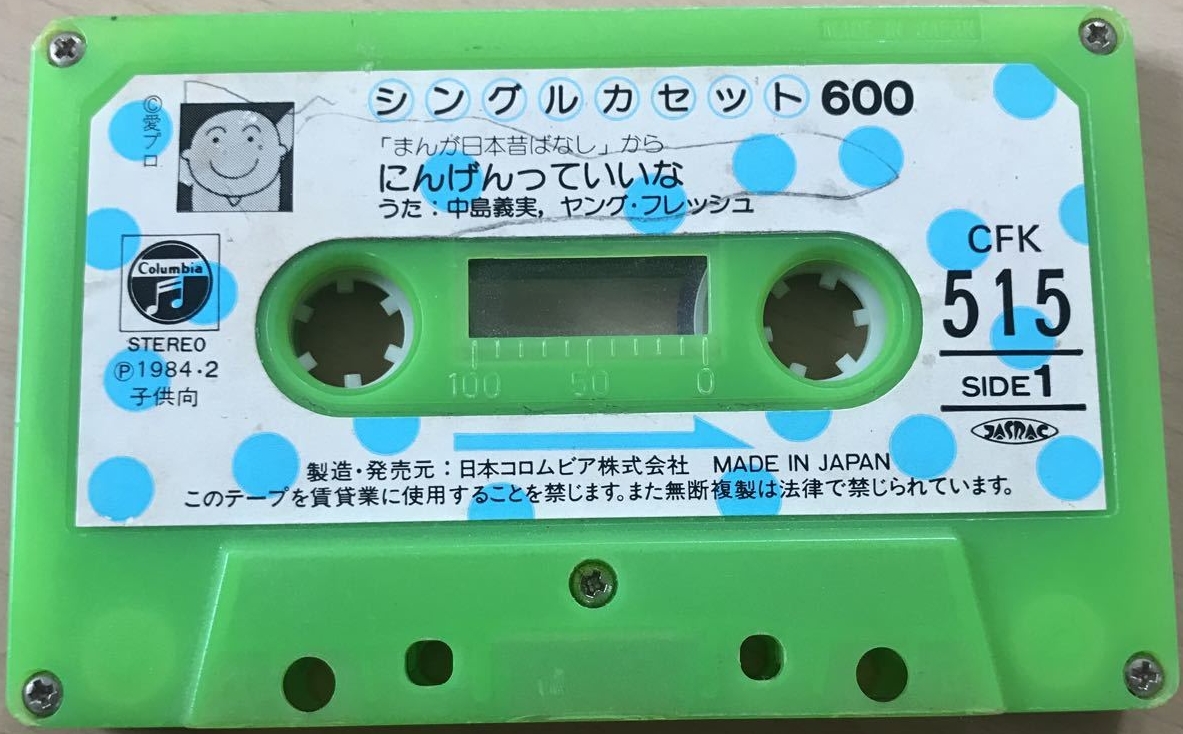 MADE IN JAPAN
シングルカセット600
©愛プロ
「まんが日本昔ばなし」から
にんげんっていいな
うた：中島義実, ヤング・フレッシュ
Columbia
STEREO
Ⓟ1984・2
子供向
CFK
515
SIDE1
JASRAC
100 50 0
製造・発売元：日本コロムビア株式会社 MADE IN JAPAN
このテープを賃貸業に使用することを禁じます。また無断複製は法律で禁じられています。